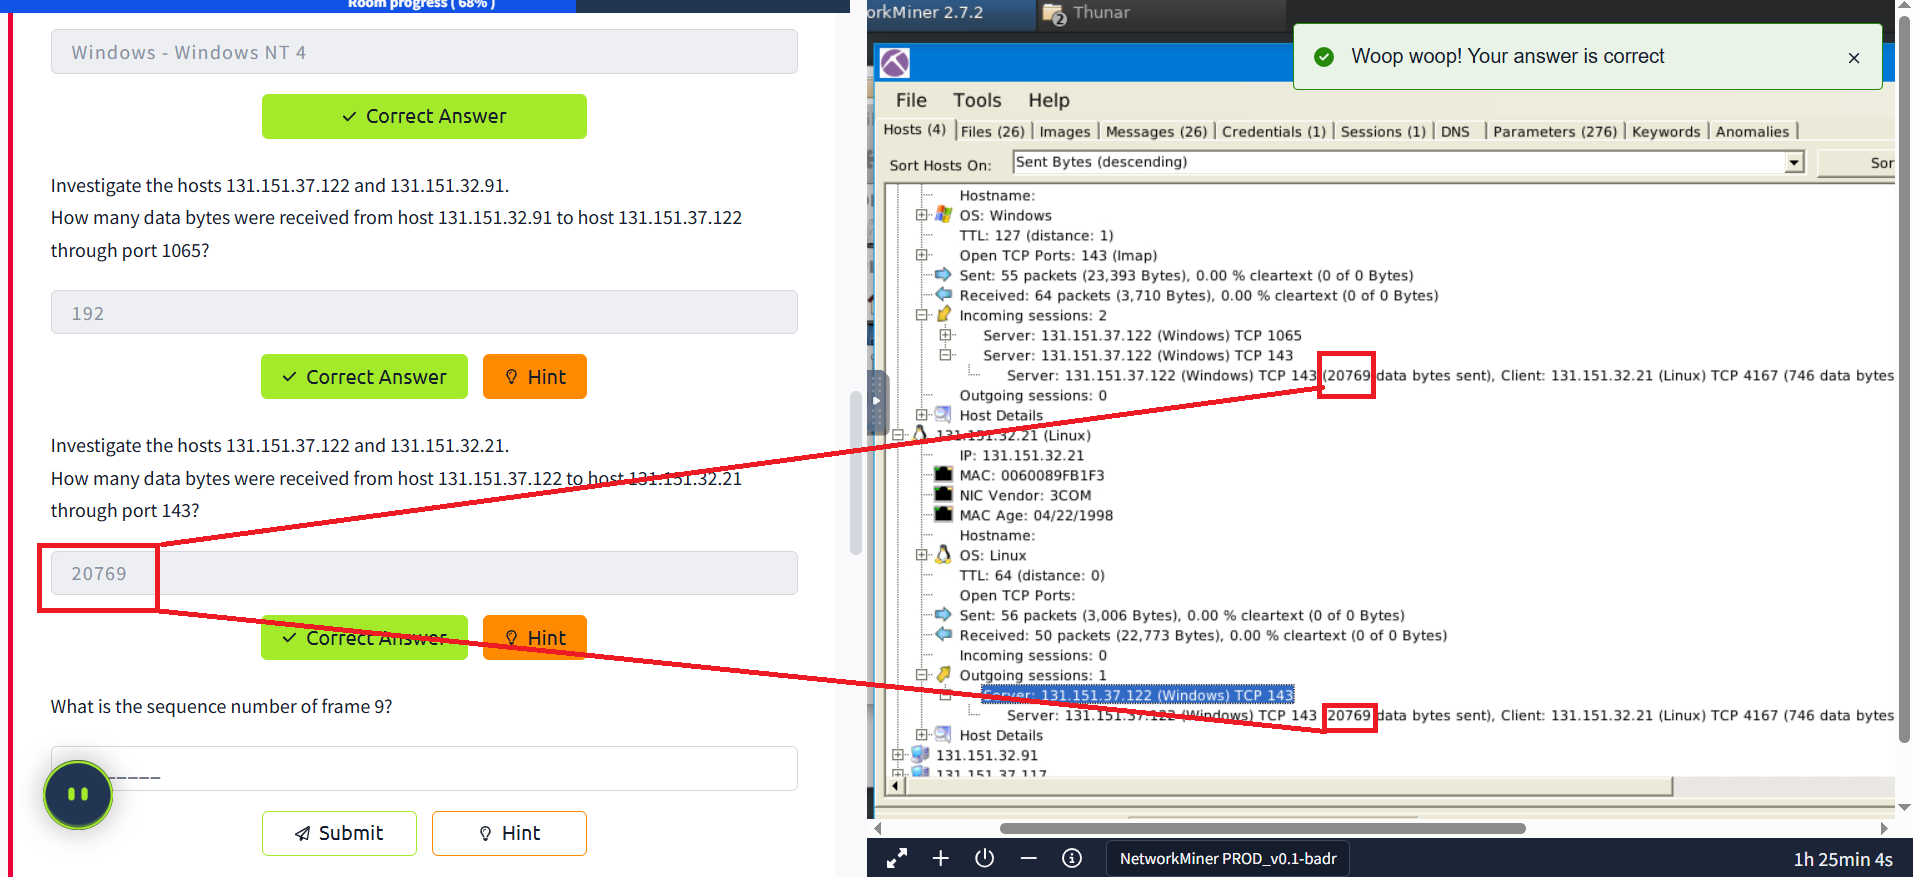 Room progress ( 68% )
Windows - Windows NT 4
Correct Answer
Investigate the hosts 131.151.37.122 and 131.151.32.91.
How many data bytes were received from host 131.151.32.91 to host 131.151.37.122
through port 1065?
192
Correct Answer
Hint
Investigate the hosts 131.151.37.122 and 131.151.32.21.
How many data bytes were received from host 131.151.37.122 to host 131.151.32.21
through port 143?
20769
Correct Answer
Hint
What is the sequence number of frame 9?
Submit
Hint
orkMiner 2.7.2
2
Thunar
Woop woop! Your answer is correct
File Tools Help
Hosts (4) Files (26) Images Messages (26) Credentials (1) Sessions (1) DNS Parameters (276) Keywords Anomalies
Sort Hosts On: Sent Bytes (descending) Sor
Hostname:
OS: Windows
TTL: 127 (distance: 1)
Open TCP Ports: 143 (Imap)
Sent: 55 packets (23,393 Bytes), 0.00 % cleartext (0 of 0 Bytes)
Received: 64 packets (3,710 Bytes), 0.00 % cleartext (0 of 0 Bytes)
Incoming sessions: 2
Server: 131.151.37.122 (Windows) TCP 1065
Server: 131.151.37.122 (Windows) TCP 143
Server: 131.151.37.122 (Windows) TCP 143 (20769 data bytes sent), Client: 131.151.32.21 (Linux) TCP 4167 (746 data bytes
Outgoing sessions: 0
Host Details
131.151.32.21 (Linux)
IP: 131.151.32.21
MAC: 0060089FB1F3
NIC Vendor: 3COM
MAC Age: 04/22/1998
Hostname:
OS: Linux
TTL: 64 (distance: 0)
Open TCP Ports:
Sent: 56 packets (3,006 Bytes), 0.00 % cleartext (0 of 0 Bytes)
Received: 50 packets (22,773 Bytes), 0.00 % cleartext (0 of 0 Bytes)
Incoming sessions: 0
Outgoing sessions: 1
Server: 131.151.37.122 (Windows) TCP 143
Server: 131.151.37.122 (Windows) TCP 143 (20769 data bytes sent), Client: 131.151.32.21 (Linux) TCP 4167 (746 data bytes
Host Details
131.151.32.91
131.151.37.117
NetworkMiner PROD_v0.1-badr
1h 25min 4s